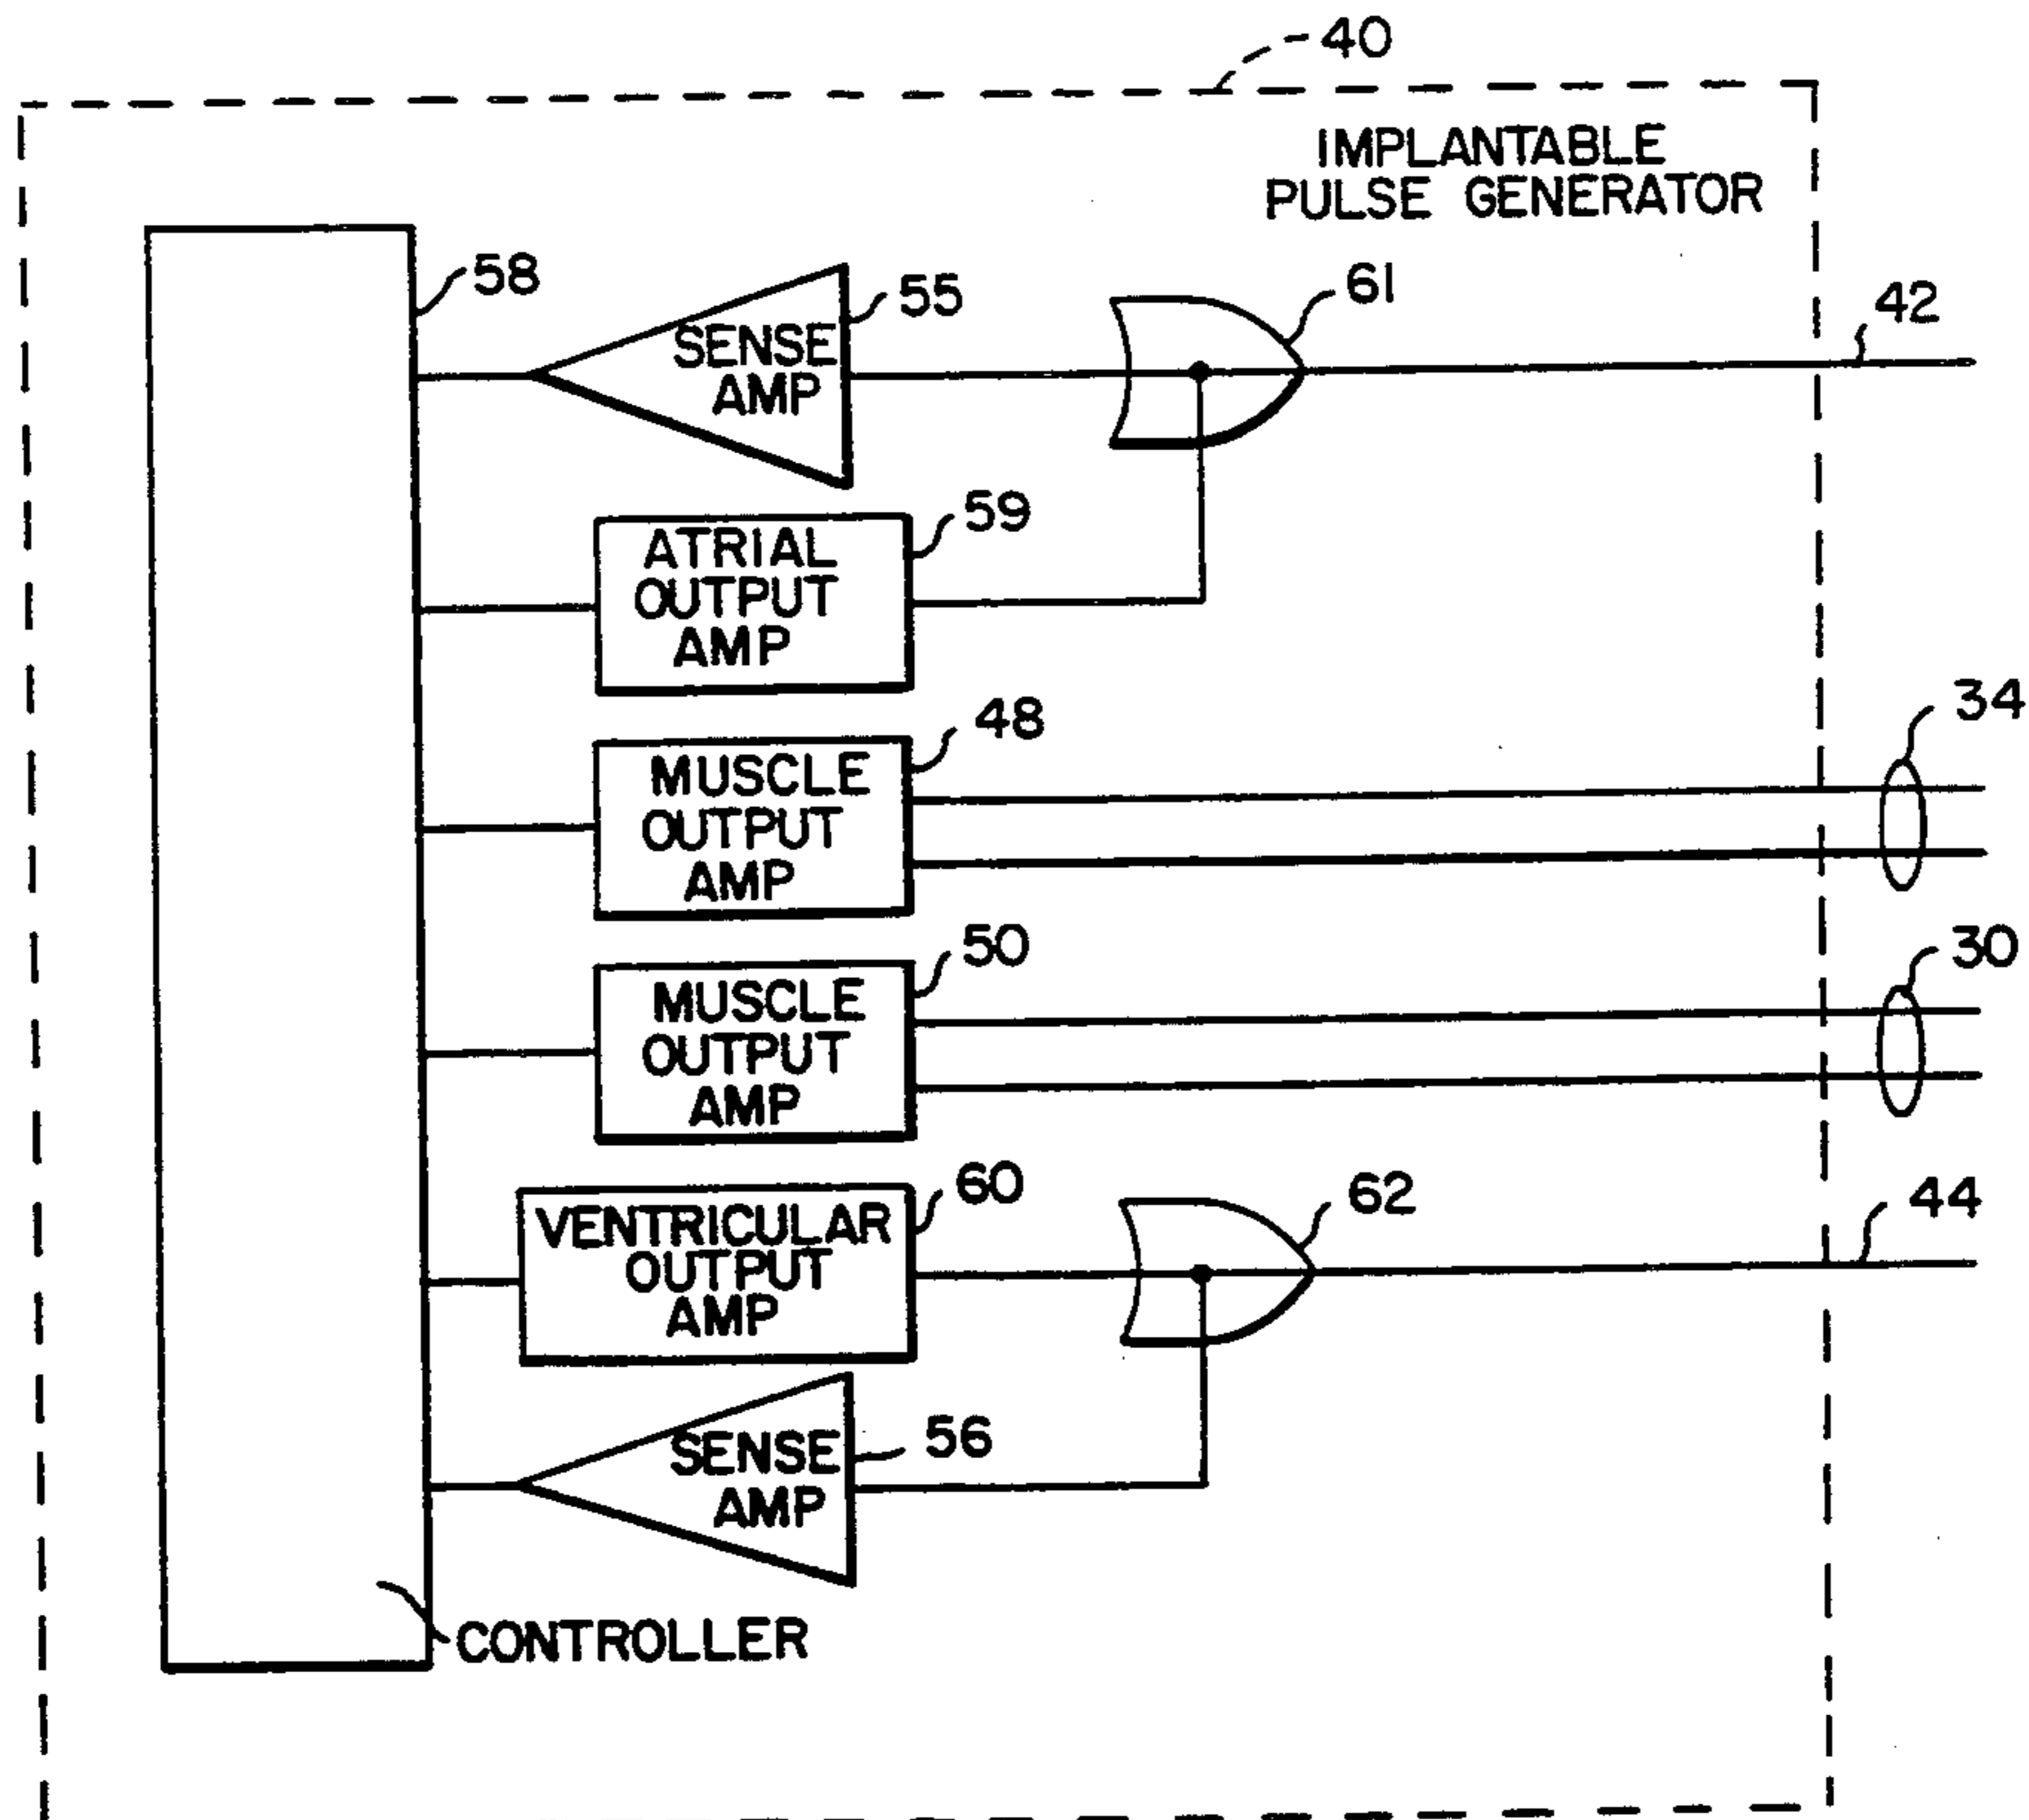 40
IMPLANTABLE
PULSE GENERATOR
58
55
61
42
SENSE
AMP
59
ATRIAL
OUTPUT
AMP
34
48
MUSCLE
OUTPUT
AMP
30
50
MUSCLE
OUTPUT
AMP
60
62
44
VENTRICULAR
OUTPUT
AMP
56
SENSE
AMP
CONTROLLER